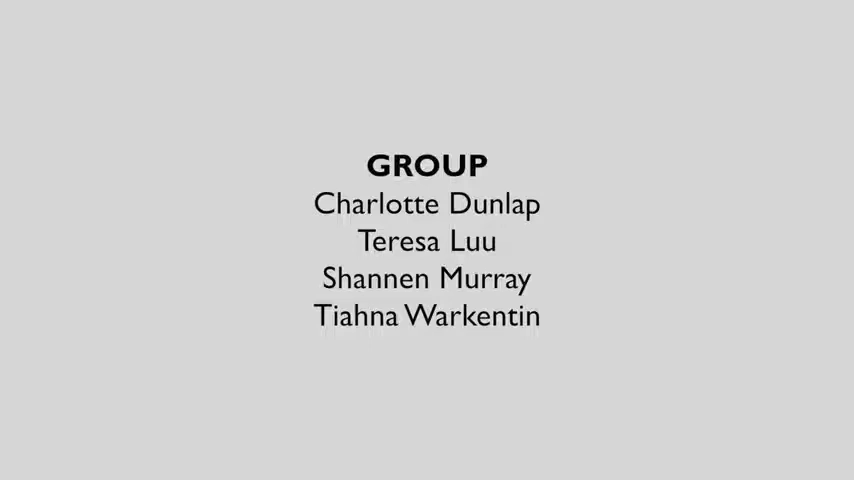 GROUP
Charlotte Dunlap
Teresa Luu
Shannen Murray
Tiahna Warkentin